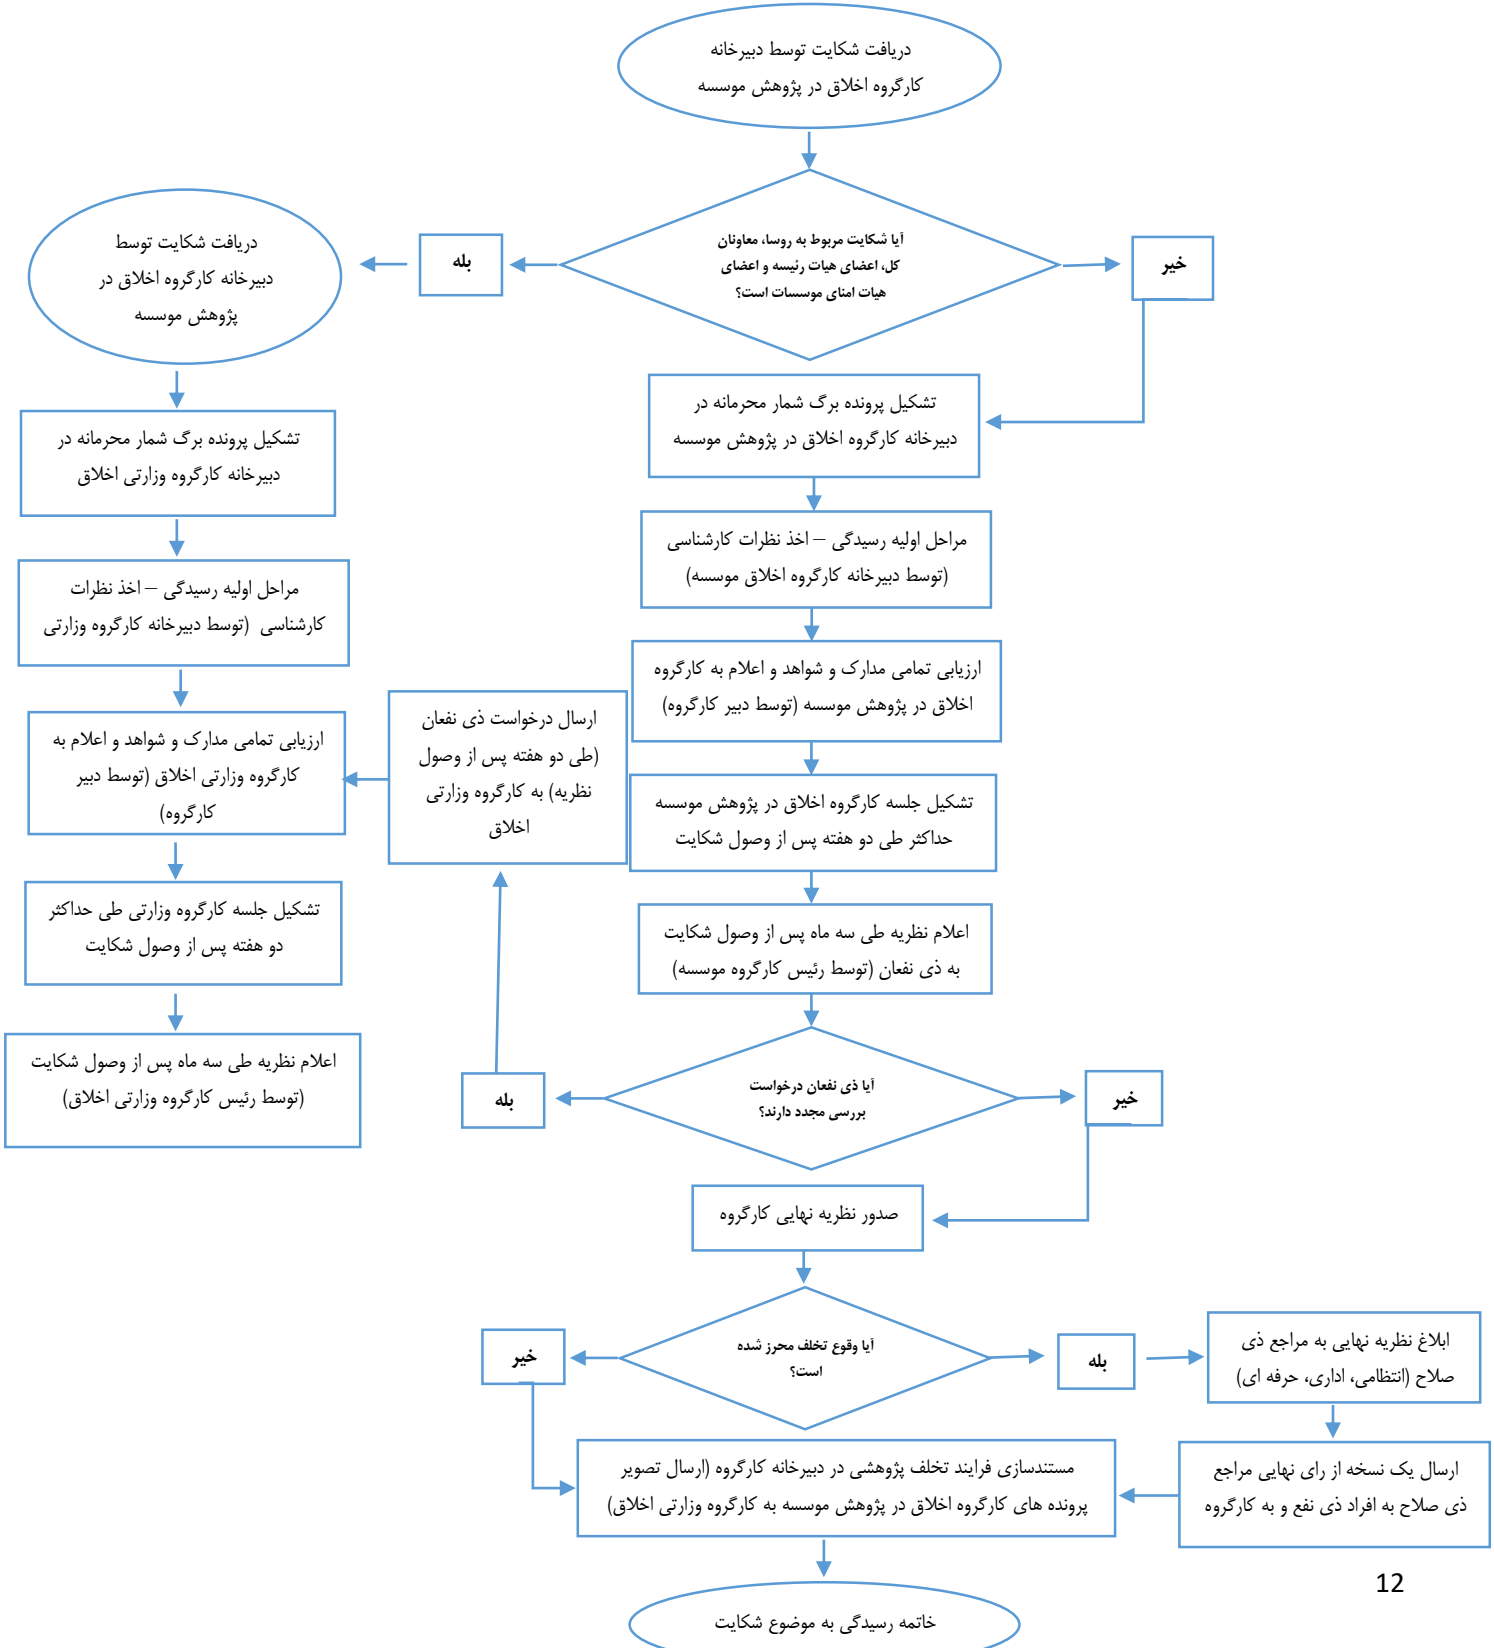 دریافت شکایت توسط دبیرخانه
کارگروه اخلاق در پژوهش موسسه
آیا شکایت مربوط به روسا، معاونان
کل، اعضای هیات رئیسه و اعضای
هیات امنای موسسات است؟
خیر
بله
دریافت شکایت توسط
دبیرخانه کارگروه اخلاق در
پژوهش موسسه
تشکیل پرونده برگ شمار محرمانه در
دبیرخانه کارگروه اخلاق در پژوهش موسسه
تشکیل پرونده برگ شمار محرمانه در
دبیرخانه کارگروه وزارتی اخلاق
مراحل اولیه رسیدگی – اخذ نظرات کارشناسی
(توسط دبیرخانه کارگروه اخلاق موسسه)
مراحل اولیه رسیدگی – اخذ نظرات
کارشناسی (توسط دبیرخانه کارگروه وزارتی
ارزیابی تمامی مدارک و شواهد و اعلام به کارگروه
اخلاق در پژوهش موسسه (توسط دبیر کارگروه)
ارسال درخواست ذی نفعان
(طی دو هفته پس از وصول
نظریه) به کارگروه وزارتی
اخلاق
ارزیابی تمامی مدارک و شواهد و اعلام به
کارگروه وزارتی اخلاق (توسط دبیر
کارگروه)
تشکیل جلسه کارگروه اخلاق در پژوهش موسسه
حداکثر طی دو هفته پس از وصول شکایت
تشکیل جلسه کارگروه وزارتی طی حداکثر
دو هفته پس از وصول شکایت
اعلام نظریه طی سه ماه پس از وصول شکایت
به ذی نفعان (توسط رئیس کارگروه موسسه)
اعلام نظریه طی سه ماه پس از وصول شکایت
(توسط رئیس کارگروه وزارتی اخلاق)
آیا ذی نفعان درخواست
بررسی مجدد دارند؟
خیر
بله
صدور نظریه نهایی کارگروه
آیا وقوع تخلف محرز شده
است؟
بله
خیر
ابلاغ نظریه نهایی به مراجع ذی
صلاح (انتظامی، اداری، حرفه ای)
ارسال یک نسخه از رای نهایی مراجع
ذی صلاح به افراد ذی نفع و به کارگروه
مستندسازی فرایند تخلف پژوهشی در دبیرخانه کارگروه (ارسال تصویر
پرونده های کارگروه اخلاق در پژوهش موسسه به کارگروه وزارتی اخلاق)
خاتمه رسیدگی به موضوع شکایت
12